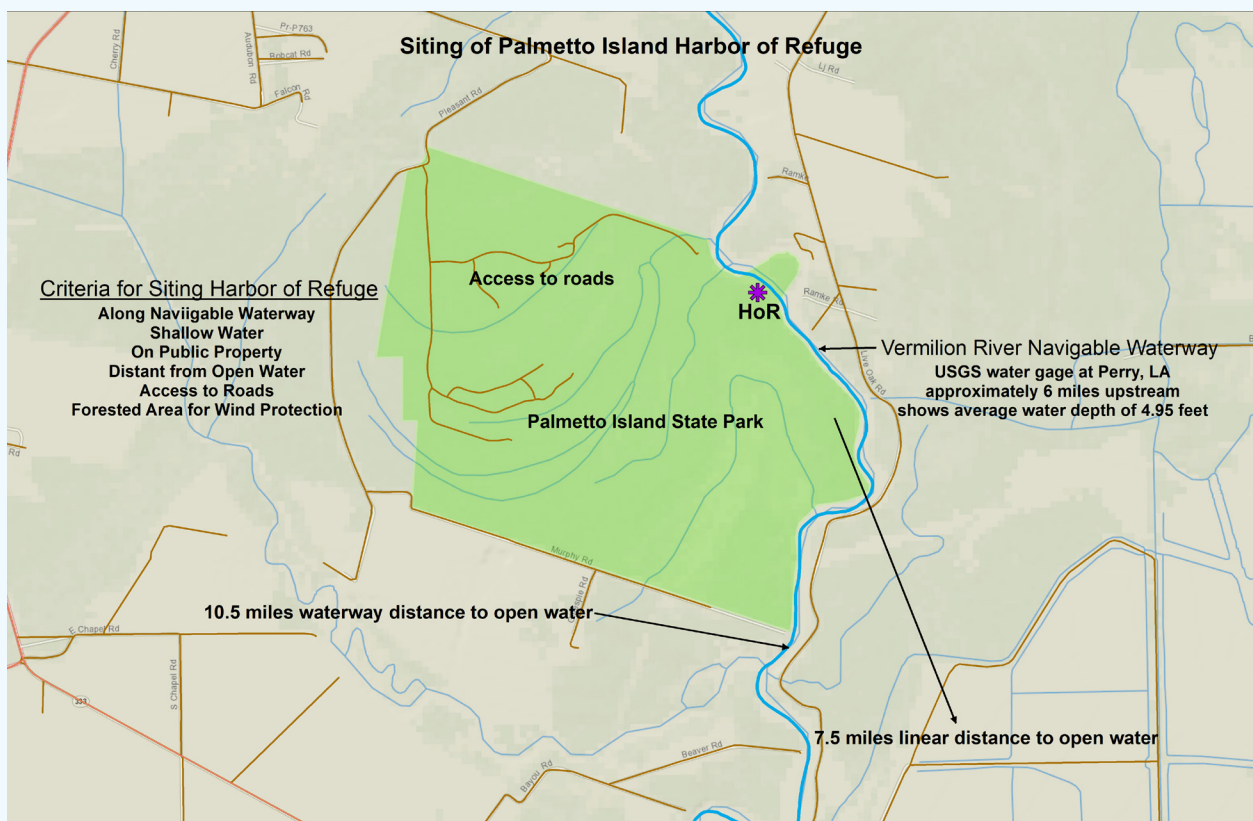 Siting of Palmetto Island Harbor of Refuge
Pr-P763
Bobcat Rd
Cherry Rd
Audubon Rd
Falcon Rd
Pleasant Rd
Lj Rd
Ramke
Access to roads
HoR
Ramke Rd
Criteria for Siting Harbor of Refuge
Along Naviigable Waterway
Shallow Water
On Public Property
Distant from Open Water
Access to Roads
Forested Area for Wind Protection
Vermilion River Navigable Waterway
USGS water gage at Perry, LA
approximately 6 miles upstream
shows average water depth of 4.95 feet
Live Oak Rd
Palmetto Island State Park
Rd
Murphy Rd
10.5 miles waterway distance to open water
E Chapel Rd
S Chapel Rd
333
7.5 miles linear distance to open water
Beaver Rd
Bayou Rd